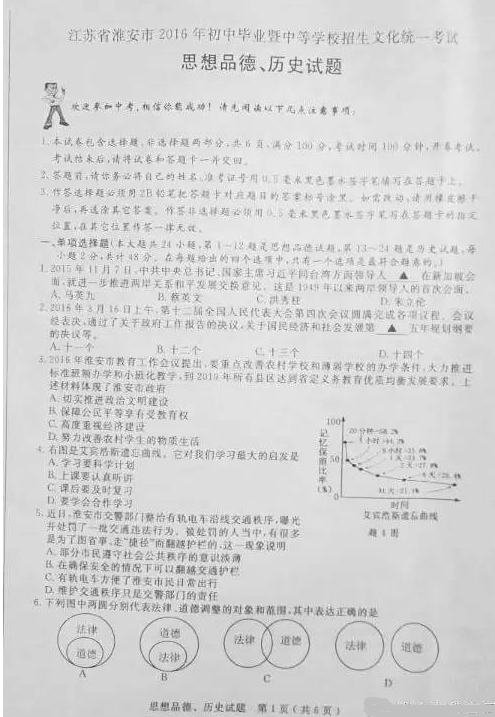 江苏省淮安市2016年初中毕业暨中等学校招生文化统一考试
思想品德、历史试题
欢迎参加中考,相信你能成功!请先阅读以下几点注意事项:
1.本试卷包含选择题、非选择题两部分,共6页,满分100分,考试时间100分钟,开卷考试。
考试结束后,请将试卷和答题卡一并交回。
2.答题前,请你务必将自己的姓名、准考证号用0.5毫米黑色墨水签字笔填写在答题卡上。
3.作答选择题必须用2B铅笔把答题卡对应题目的答案标号涂黑。如需改动,请用橡皮擦干
净后,再选涂其它答案。作答非选择题必须用0.5毫米黑色墨水签字笔写在答题卡的指定
位置,在其它位置作答一律无效。
一、单项选择题(本大题共24小题,第1~12题是思想品德试题,第13~24题是历史试题,每
小题2分,共计48分。在每题给出的四个选项中,只有一个选项是最符合题意的。)
1.2015年11月7日,中共中央总书记、国家主席习近平同台湾方面领导人 ▲ 在新加坡会
面,就进一步推进两岸关系和平发展交换意见。这是1949年以来两岸领导人的首次会面。
A.马英九 B.蔡英文 C.洪秀柱 D.朱立伦
2.2016年3月16日上午,第十二届全国人民代表大会第四次会议圆满完成各项议程。会议
经表决,通过了关于政府工作报告的决议、关于国民经济和社会发展第 ▲ 五年规划纲要
的决议等。
A.十一个 B.十二个 C.十三个 D.十四个
3.2016年淮安市教育工作会议提出,要重点改善农村学校和薄弱学校的办学条件,大力推进
标准班额办学和小班化教学,到2019年所有县区达到省定义务教育优质均衡发展要求。上
述材料体现了淮安市政府
A.切实推进政治文明建设
B.保障公民平等享有受教育权
C.高度重视经济建设
D.努力改善农村学生的物质生活
4.右图是艾宾浩斯遗忘曲线。它对我们学习最大的启发是
A.学习要科学计划
B.上课要认真听讲
C.课后要及时复习
D.要学会合作学习
100
记忆保留比率(%)
50
0
20分钟=58.2%
1小时=44.2%
1天=33.7%
2天=27.8%
31天=21.1%
时间
艾宾浩斯遗忘曲线
题4图
5.近日,淮安市交警部门整治有轨电车沿线交通秩序,曝光
并处罚了一批交通违法行为。被处罚的人当中,有很多
是为了图省事、走“捷径”而翻越护栏的,这一现象说明
A.部分市民遵守社会公共秩序的意识淡薄
B.在确保安全的情况下可以翻越交通护栏
C.有轨电车方便了淮安市民日常出行
D.维护交通秩序只是交警部门的责任
6.下列图中两圆分别代表法律、道德调整的对象和范围,其中表达正确的是
法律 道德
A
道德 法律
B
法律 道德
C
法律 道德
D
思想品德、历史试题 第1页(共6页)